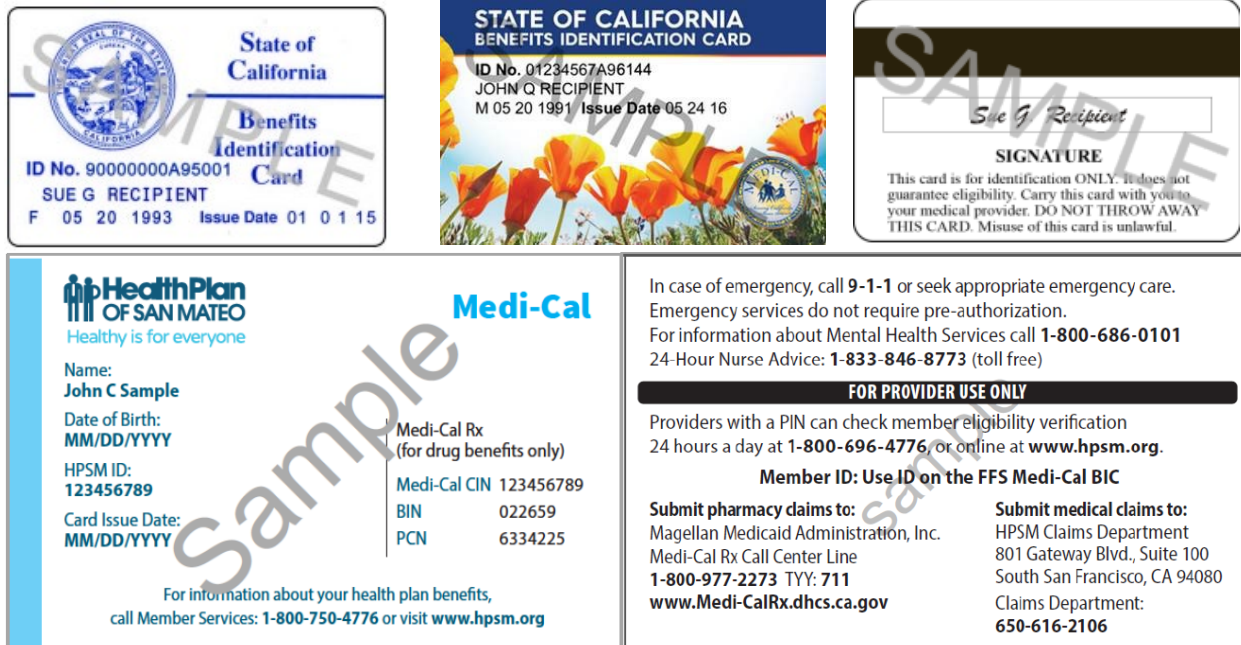 State of
California
Benefits
Identification
Card
ID No. 90000000A95001
SUE G RECIPIENT
F 05 20 1993 Issue Date 01 01 15
SAMPLE
STATE OF CALIFORNIA
BENEFITS IDENTIFICATION CARD
ID No. 01234567A96144
JOHN Q RECIPIENT
M 05 20 1991 Issue Date 05 24 16
MEDI-CAL
SAMPLE
Sue G. Recipient
SIGNATURE
This card is for identification ONLY. It does not
guarantee eligibility. Carry this card with you to
your medical provider. DO NOT THROW AWAY
THIS CARD. Misuse of this card is unlawful.
SAMPLE
HealthPlan
OF SAN MATEO
Healthy is for everyone
Medi-Cal
Name:
John C Sample
Date of Birth:
MM/DD/YYYY
HPSM ID:
123456789
Card Issue Date:
MM/DD/YYYY
Medi-Cal Rx
(for drug benefits only)
Medi-Cal CIN 123456789
BIN 022659
PCN 6334225
For information about your health plan benefits,
call Member Services: 1-800-750-4776 or visit www.hpsm.org
Sample
In case of emergency, call 9-1-1 or seek appropriate emergency care.
Emergency services do not require pre-authorization.
For information about Mental Health Services call 1-800-686-0101
24-Hour Nurse Advice: 1-833-846-8773 (toll free)
FOR PROVIDER USE ONLY
Providers with a PIN can check member eligibility verification
24 hours a day at 1-800-696-4776, or online at www.hpsm.org.
Member ID: Use ID on the FFS Medi-Cal BIC
Submit pharmacy claims to:
Magellan Medicaid Administration, Inc.
Medi-Cal Rx Call Center Line
1-800-977-2273 TYY: 711
www.Medi-CalRx.dhcs.ca.gov
Submit medical claims to:
HPSM Claims Department
801 Gateway Blvd., Suite 100
South San Francisco, CA 94080
Claims Department:
650-616-2106
sample